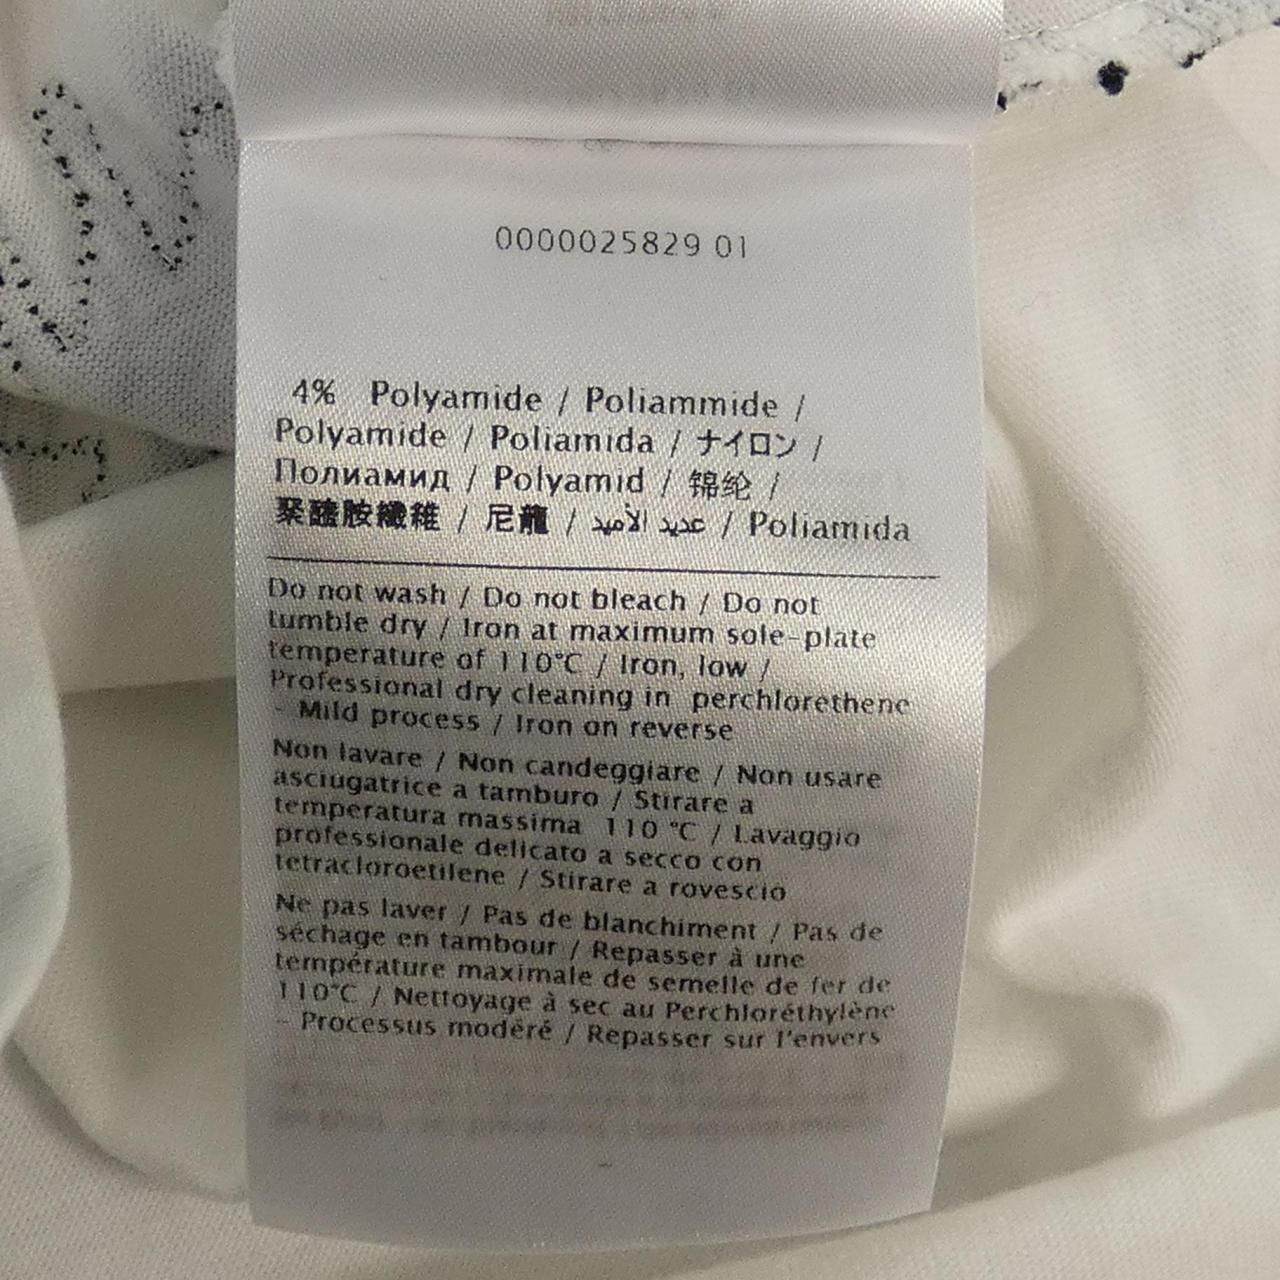 0000025829 01
4% Polyamide / Poliammide /
Polyamide / Poliamida / ナイロン /
Полиамид / Polyamid / 锦纶 /
聚醯胺纖維 / 尼龍 / عديد الأميد / Poliamida
Do not wash / Do not bleach / Do not
tumble dry / Iron at maximum sole-plate
temperature of 110°C / Iron, low /
Professional dry cleaning in perchlorethene
- Mild process / Iron on reverse
Non lavare / Non candeggiare / Non usare
asciugatrice a tamburo / Stirare a
temperatura massima 110 °C / Lavaggio
professionale delicato a secco con
tetracloroetilene / Stirare a rovescio
Ne pas laver / Pas de blanchiment / Pas de
séchage en tambour / Repasser à une
température maximale de semelle de fer de
110°C / Nettoyage à sec au Perchloréthylène
- Processus modéré / Repasser sur l'envers